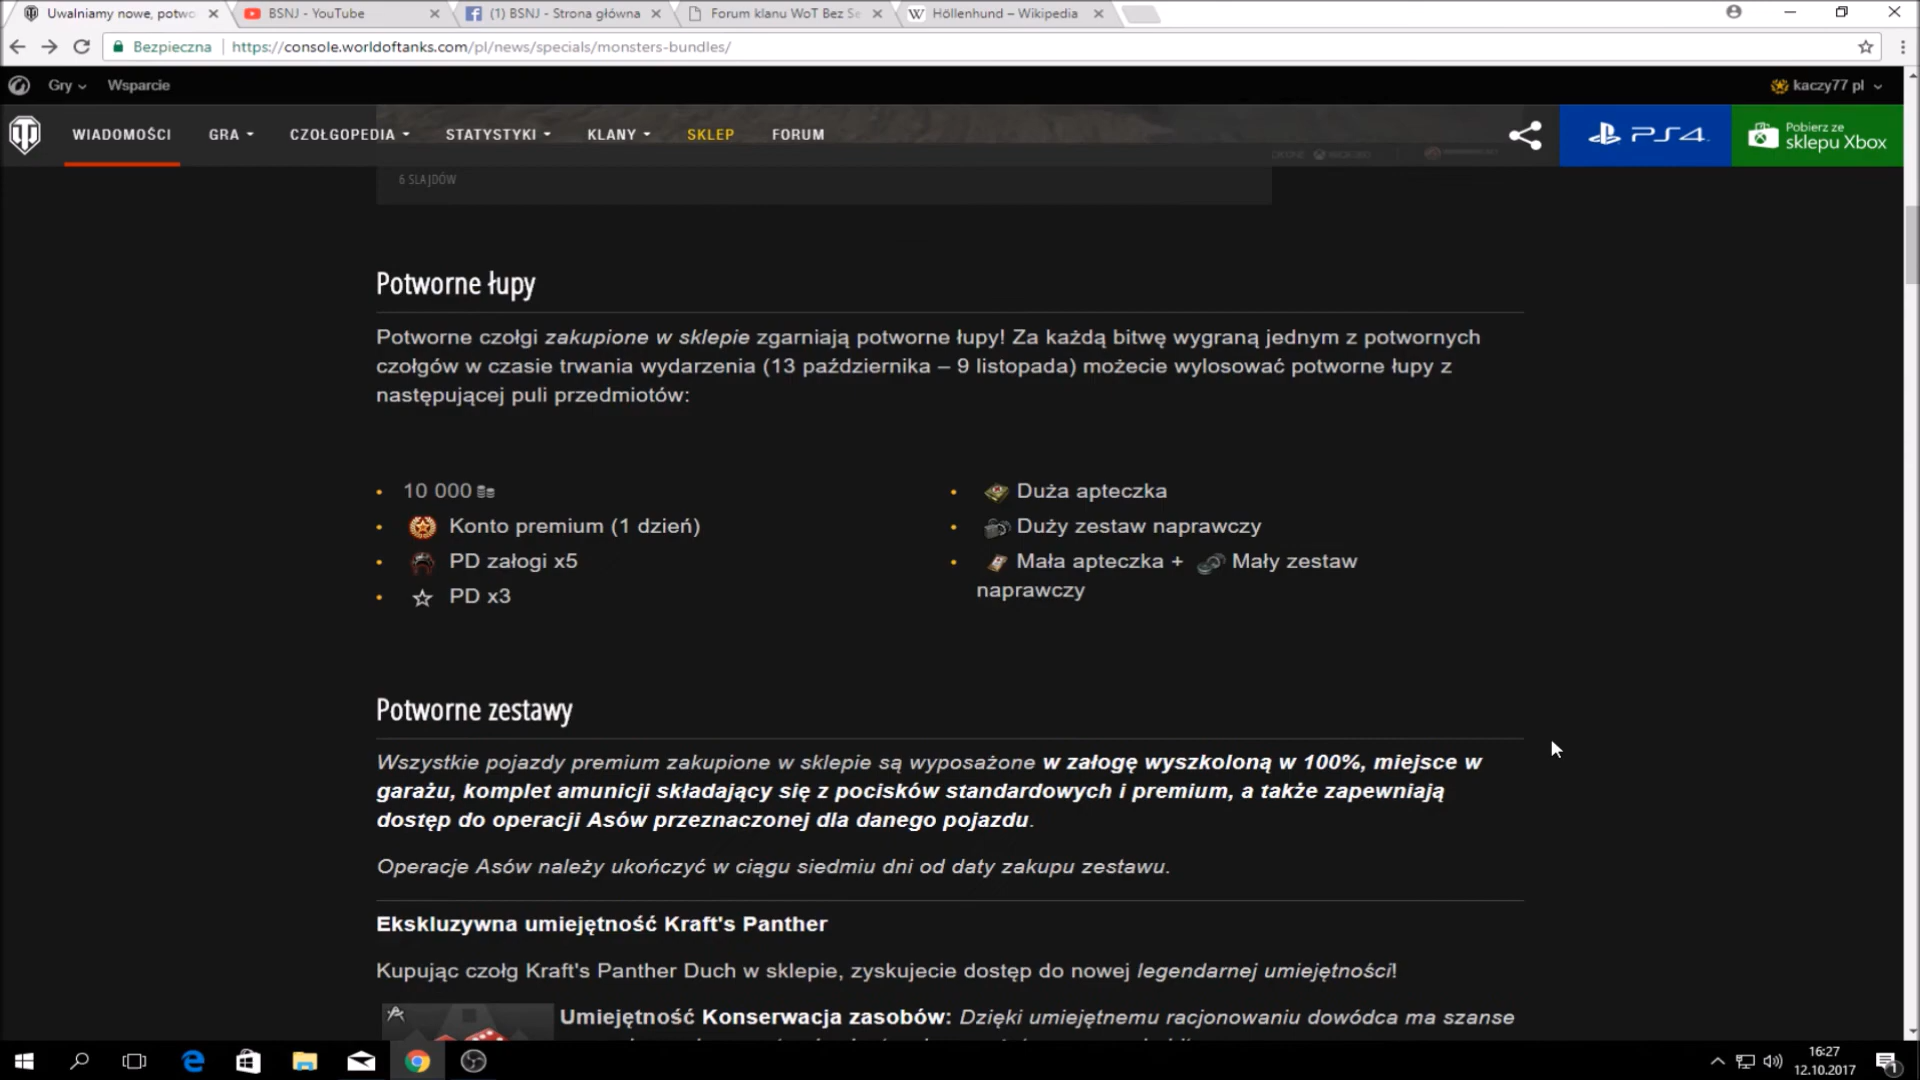 Uwalniamy nowe, potwo
BSNJ - YouTube
(1) BSNJ - Strona główna
Forum klanu WoT Bez Se
Höllenhund – Wikipedia
Bezpieczna
https://console.worldoftanks.com/pl/news/specials/monsters-bundles/
Gry
Wsparcie
kaczy77 pl
WIADOMOŚCI
GRA
CZOŁGOPEDIA
STATYSTYKI
KLANY
SKLEP
FORUM
PS4
Pobierz ze
sklepu Xbox
6 SLAJDÓW
Potworne łupy
Potworne czołgi zakupione w sklepie zgarniają potworne łupy! Za każdą bitwę wygraną jednym z potwornych
czołgów w czasie trwania wydarzenia (13 października – 9 listopada) możecie wylosować potworne łupy z
następującej puli przedmiotów:
10 000
Konto premium (1 dzień)
PD załogi x5
PD x3
Duża apteczka
Duży zestaw naprawczy
Mała apteczka + Mały zestaw
naprawczy
Potworne zestawy
Wszystkie pojazdy premium zakupione w sklepie są wyposażone w załogę wyszkoloną w 100%, miejsce w
garażu, komplet amunicji składający się z pocisków standardowych i premium, a także zapewniają
dostęp do operacji Asów przeznaczonej dla danego pojazdu.
Operacje Asów należy ukończyć w ciągu siedmiu dni od daty zakupu zestawu.
Ekskluzywna umiejętność Kraft's Panther
Kupując czołg Kraft's Panther Duch w sklepie, zyskujecie dostęp do nowej legendarnej umiejętności!
Umiejętność Konserwacja zasobów: Dzięki umiejętnemu racjonowaniu dowódca ma szanse
16:27
12.10.2017
1